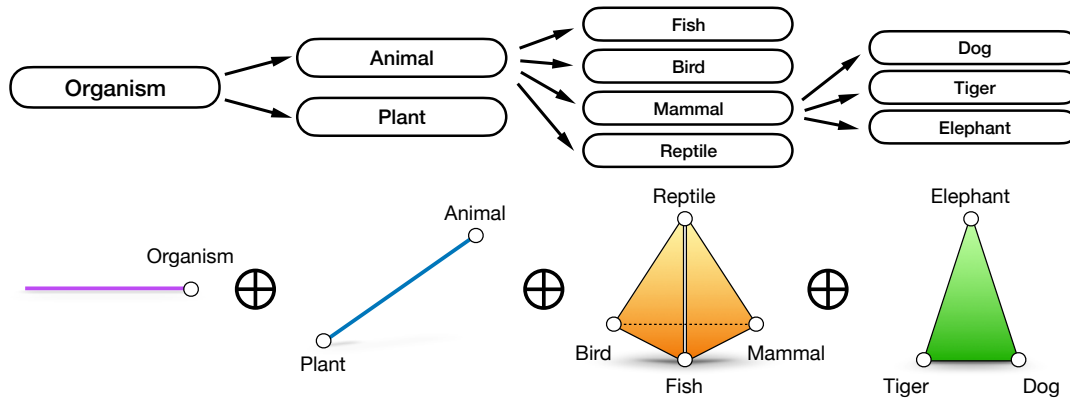 Organism
Animal
Plant
Fish
Bird
Mammal
Reptile
Dog
Tiger
Elephant
Organism
Animal
Plant
Reptile
Bird
Mammal
Fish
Elephant
Tiger
Dog